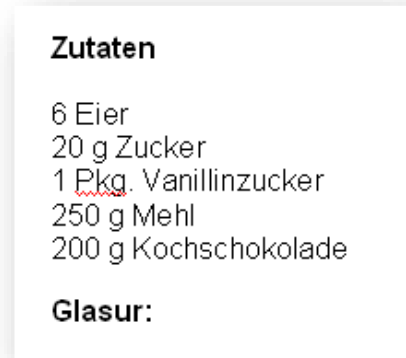 Zutaten
6 Eier
20 g Zucker
1 Pkg. Vanillinzucker
250 g Mehl
200 g Kochschokolade
Glasur: